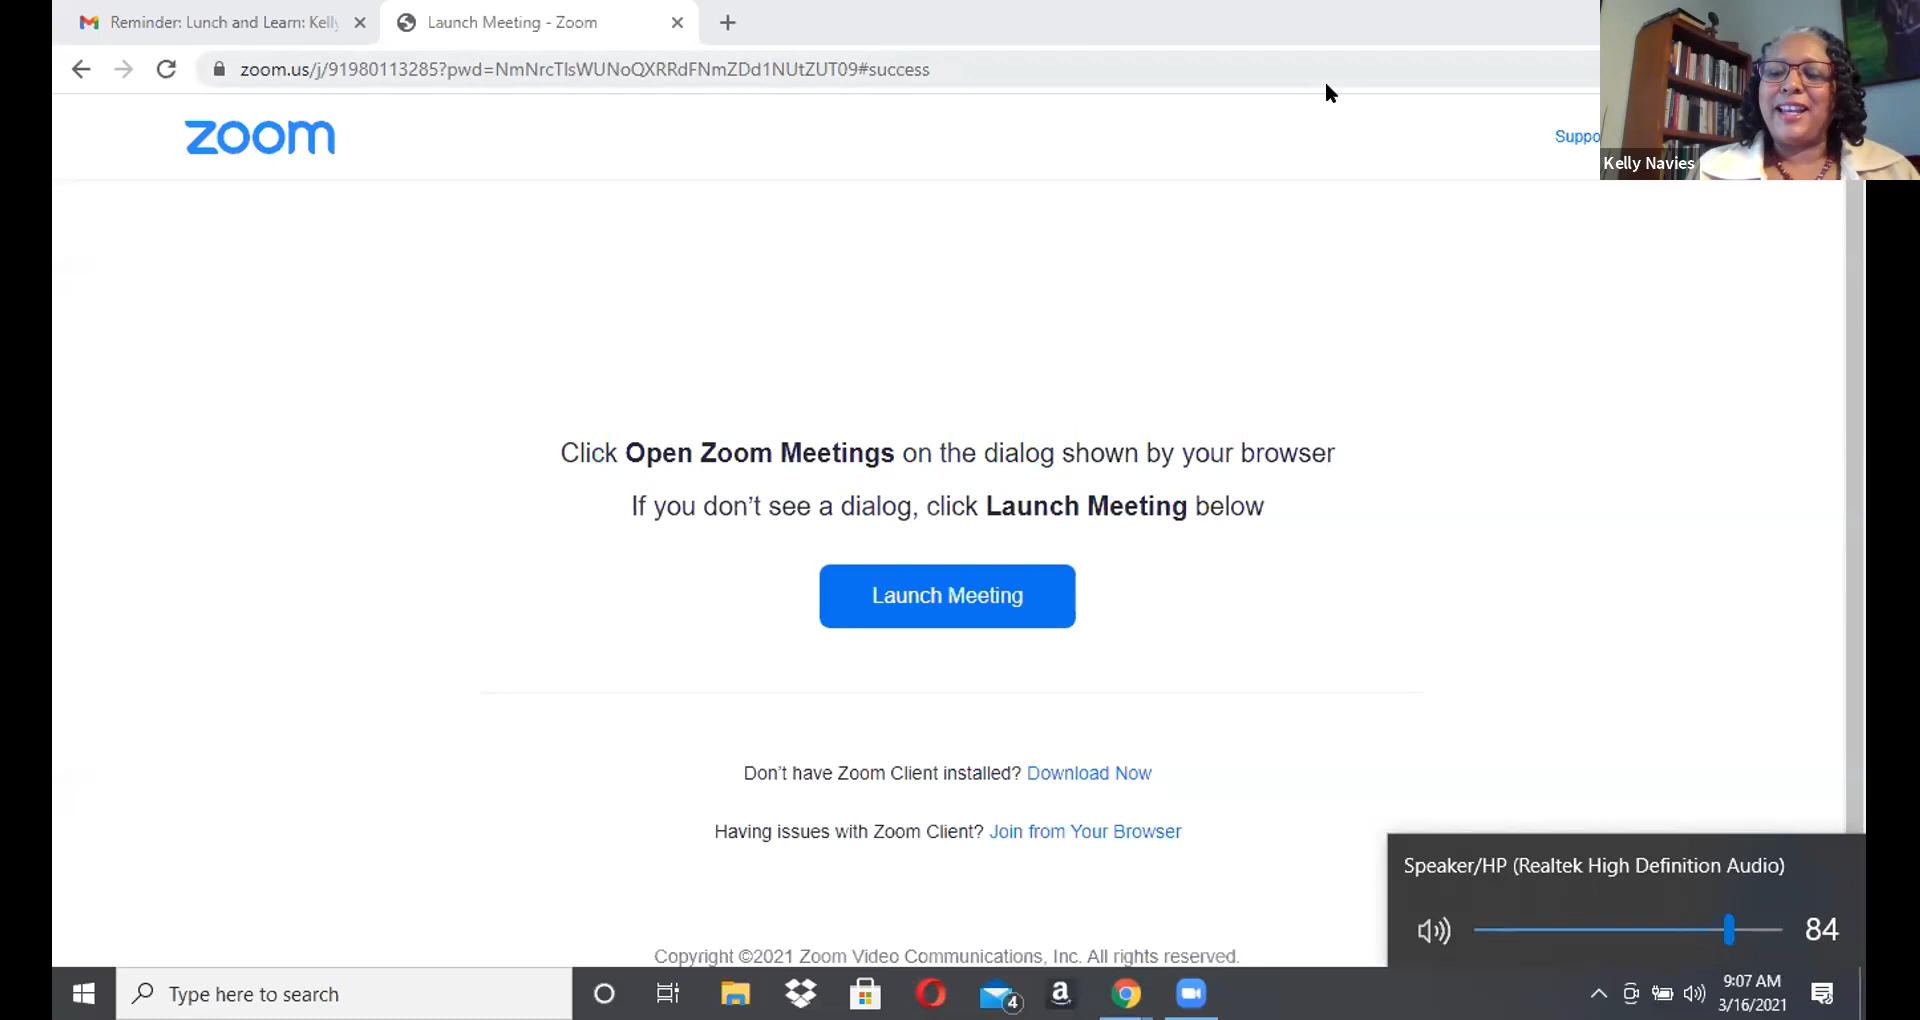 Reminder: Lunch and Learn: Kelly
Launch Meeting - Zoom
zoom.us/j/91980113285?pwd=NmNrcTlsWUNoQXRRdFNmZDd1NUtZUT09#success
zoom
Suppo
Kelly Navies
Click Open Zoom Meetings on the dialog shown by your browser
If you don’t see a dialog, click Launch Meeting below
Launch Meeting
Don’t have Zoom Client installed? Download Now
Having issues with Zoom Client? Join from Your Browser
Speaker/HP (Realtek High Definition Audio)
84
Copyright ©2021 Zoom Video Communications, Inc. All rights reserved.
Type here to search
4
a
9:07 AM
3/16/2021